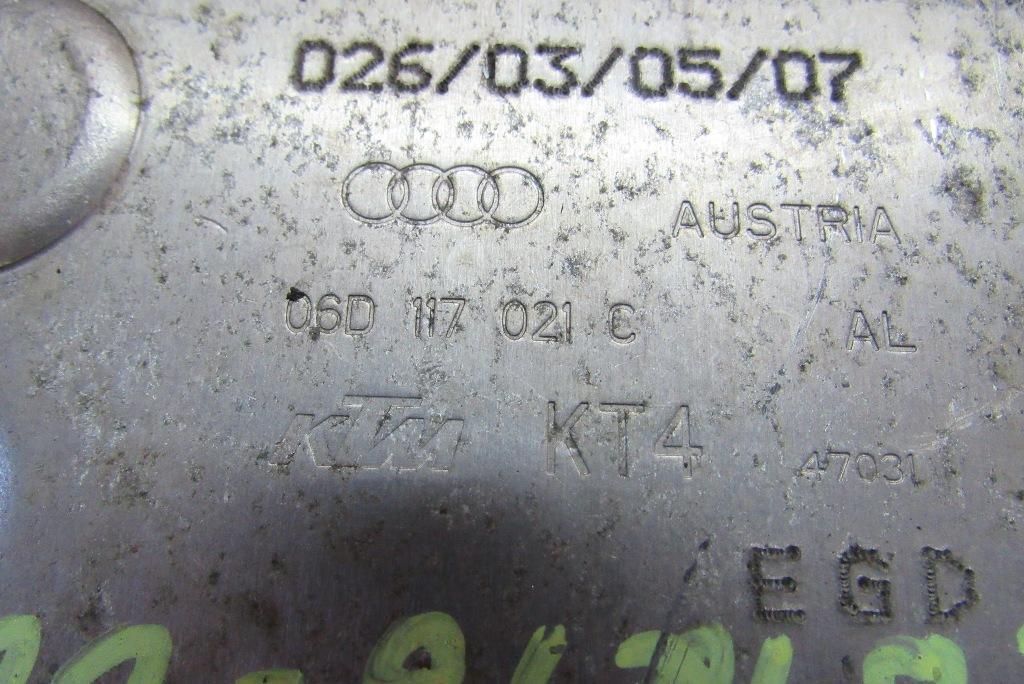 026/03/05/07
AUSTRIA
06D 117 021 C AL
KTM KT4 47031
EGD